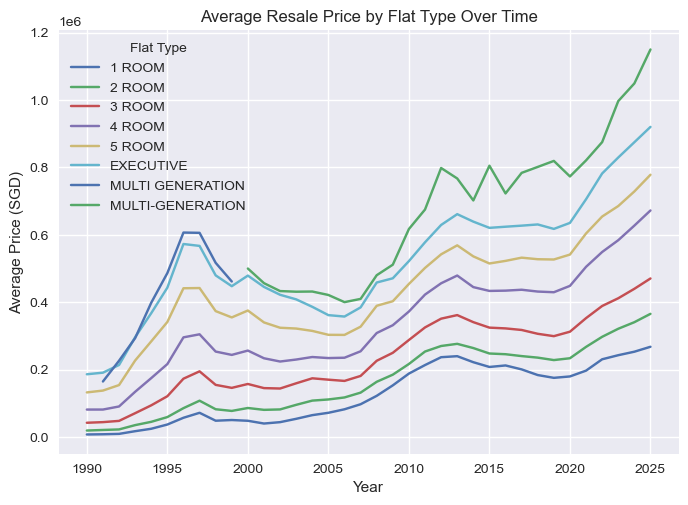 Average Resale Price by Flat Type Over Time
1e6
1.2
1.0
0.8
0.6
0.4
0.2
0.0
Average Price (SGD)
Flat Type
1 ROOM
2 ROOM
3 ROOM
4 ROOM
5 ROOM
EXECUTIVE
MULTI GENERATION
MULTI-GENERATION
1990 1995 2000 2005 2010 2015 2020 2025
Year